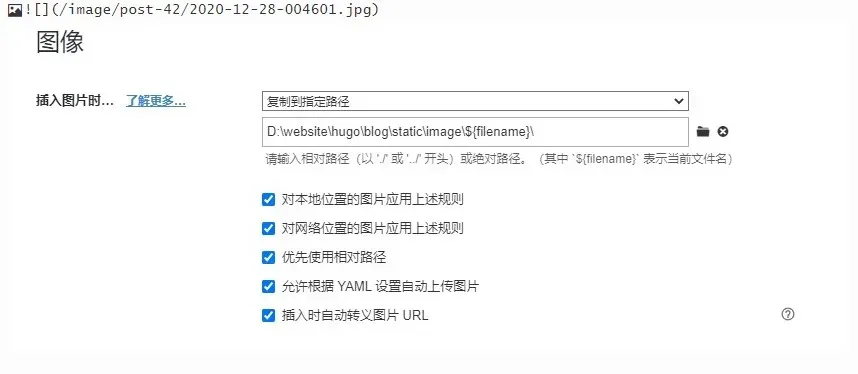 ![](/image/post-42/2020-12-28-004601.jpg)
图像
插入图片时... 了解更多... 复制到指定路径
D:\website\hugo\blog\static\image\${filename}\
请输入相对路径（以 './' 或 '../' 开头）或绝对路径。（其中 `${filename}` 表示当前文件名）
对本地位置的图片应用上述规则
对网络位置的图片应用上述规则
优先使用相对路径
允许根据 YAML 设置自动上传图片
插入时自动转义图片 URL